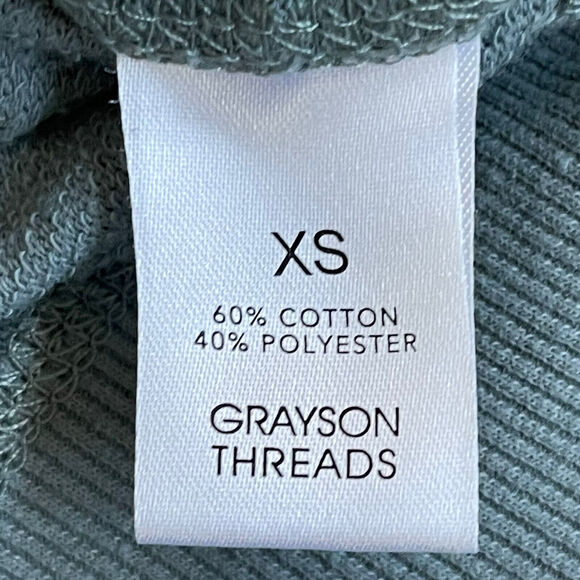 XS
60% COTTON
40% POLYESTER
GRAYSON
THREADS